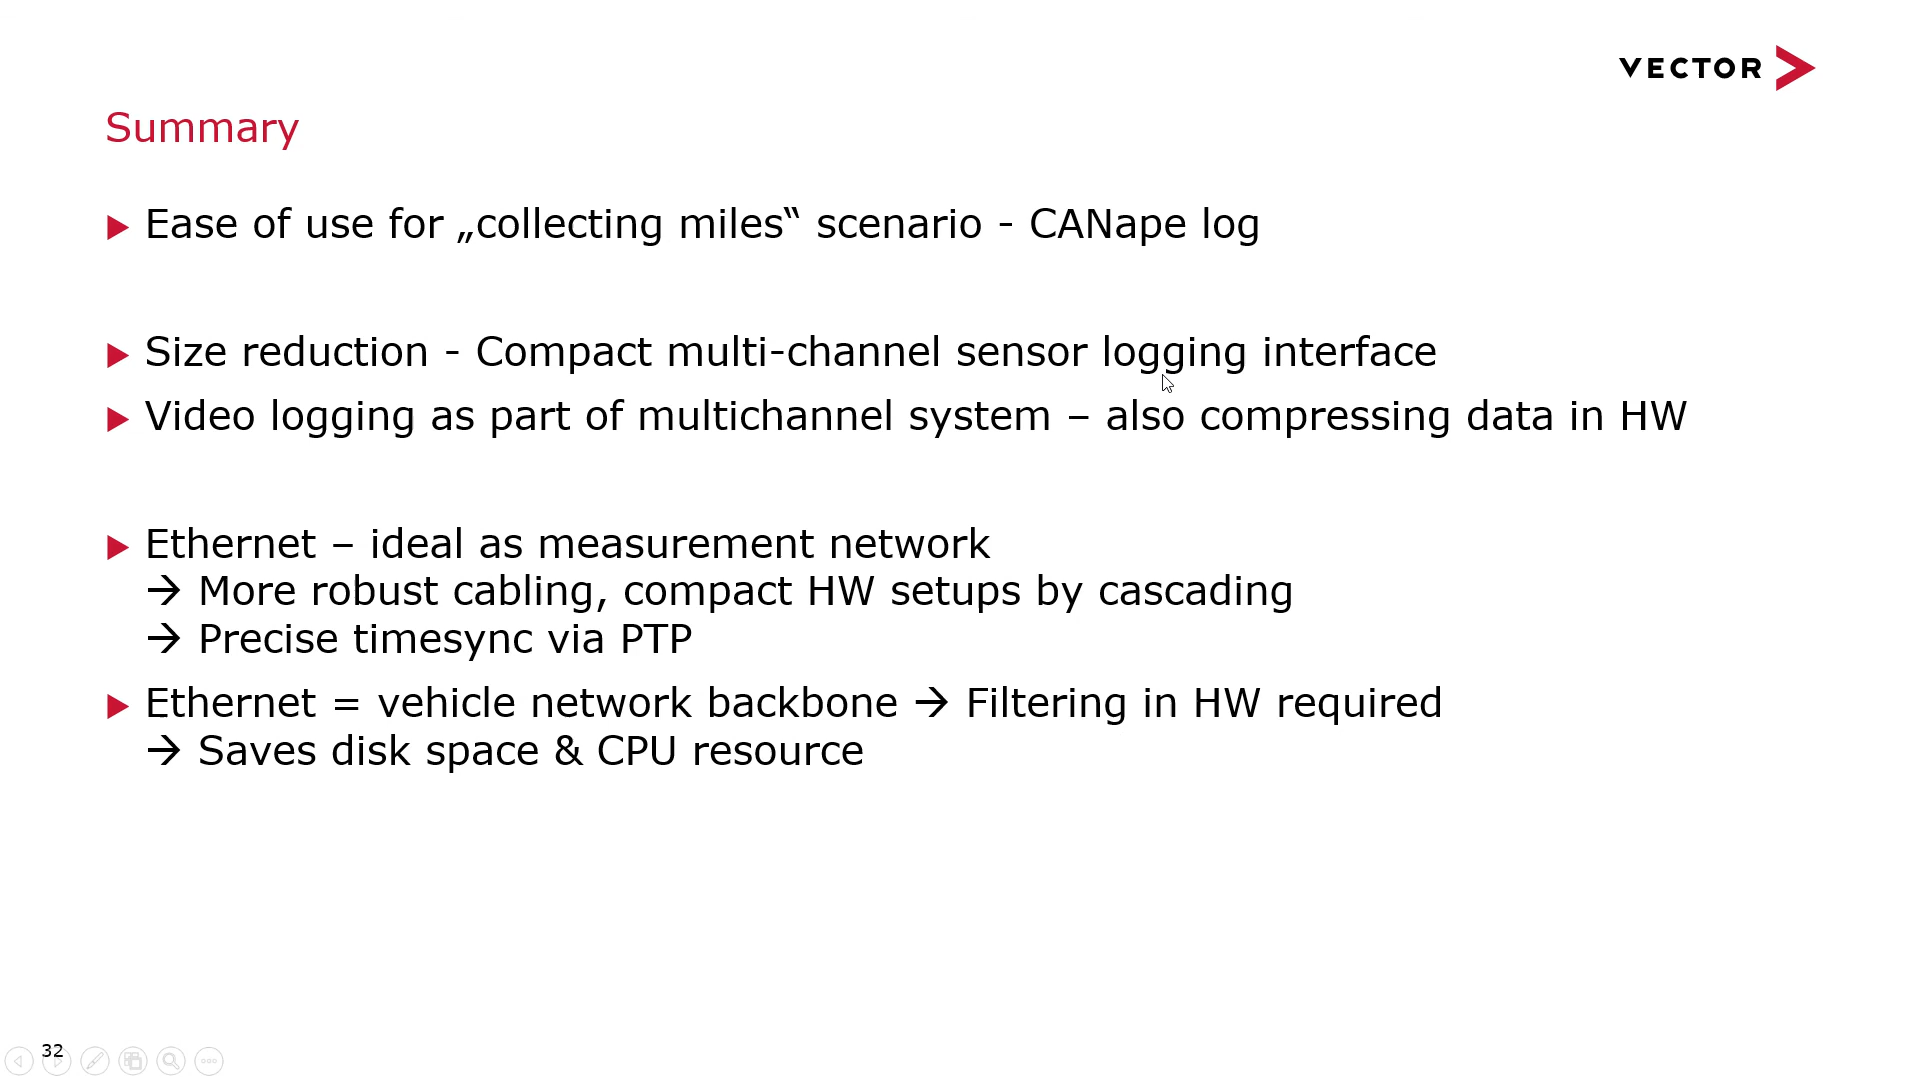 VECTOR
Summary
Ease of use for „collecting miles“ scenario - CANape log
Size reduction - Compact multi-channel sensor logging interface
Video logging as part of multichannel system – also compressing data in HW
Ethernet – ideal as measurement network
→ More robust cabling, compact HW setups by cascading
→ Precise timesync via PTP
Ethernet = vehicle network backbone → Filtering in HW required
→ Saves disk space & CPU resource
32